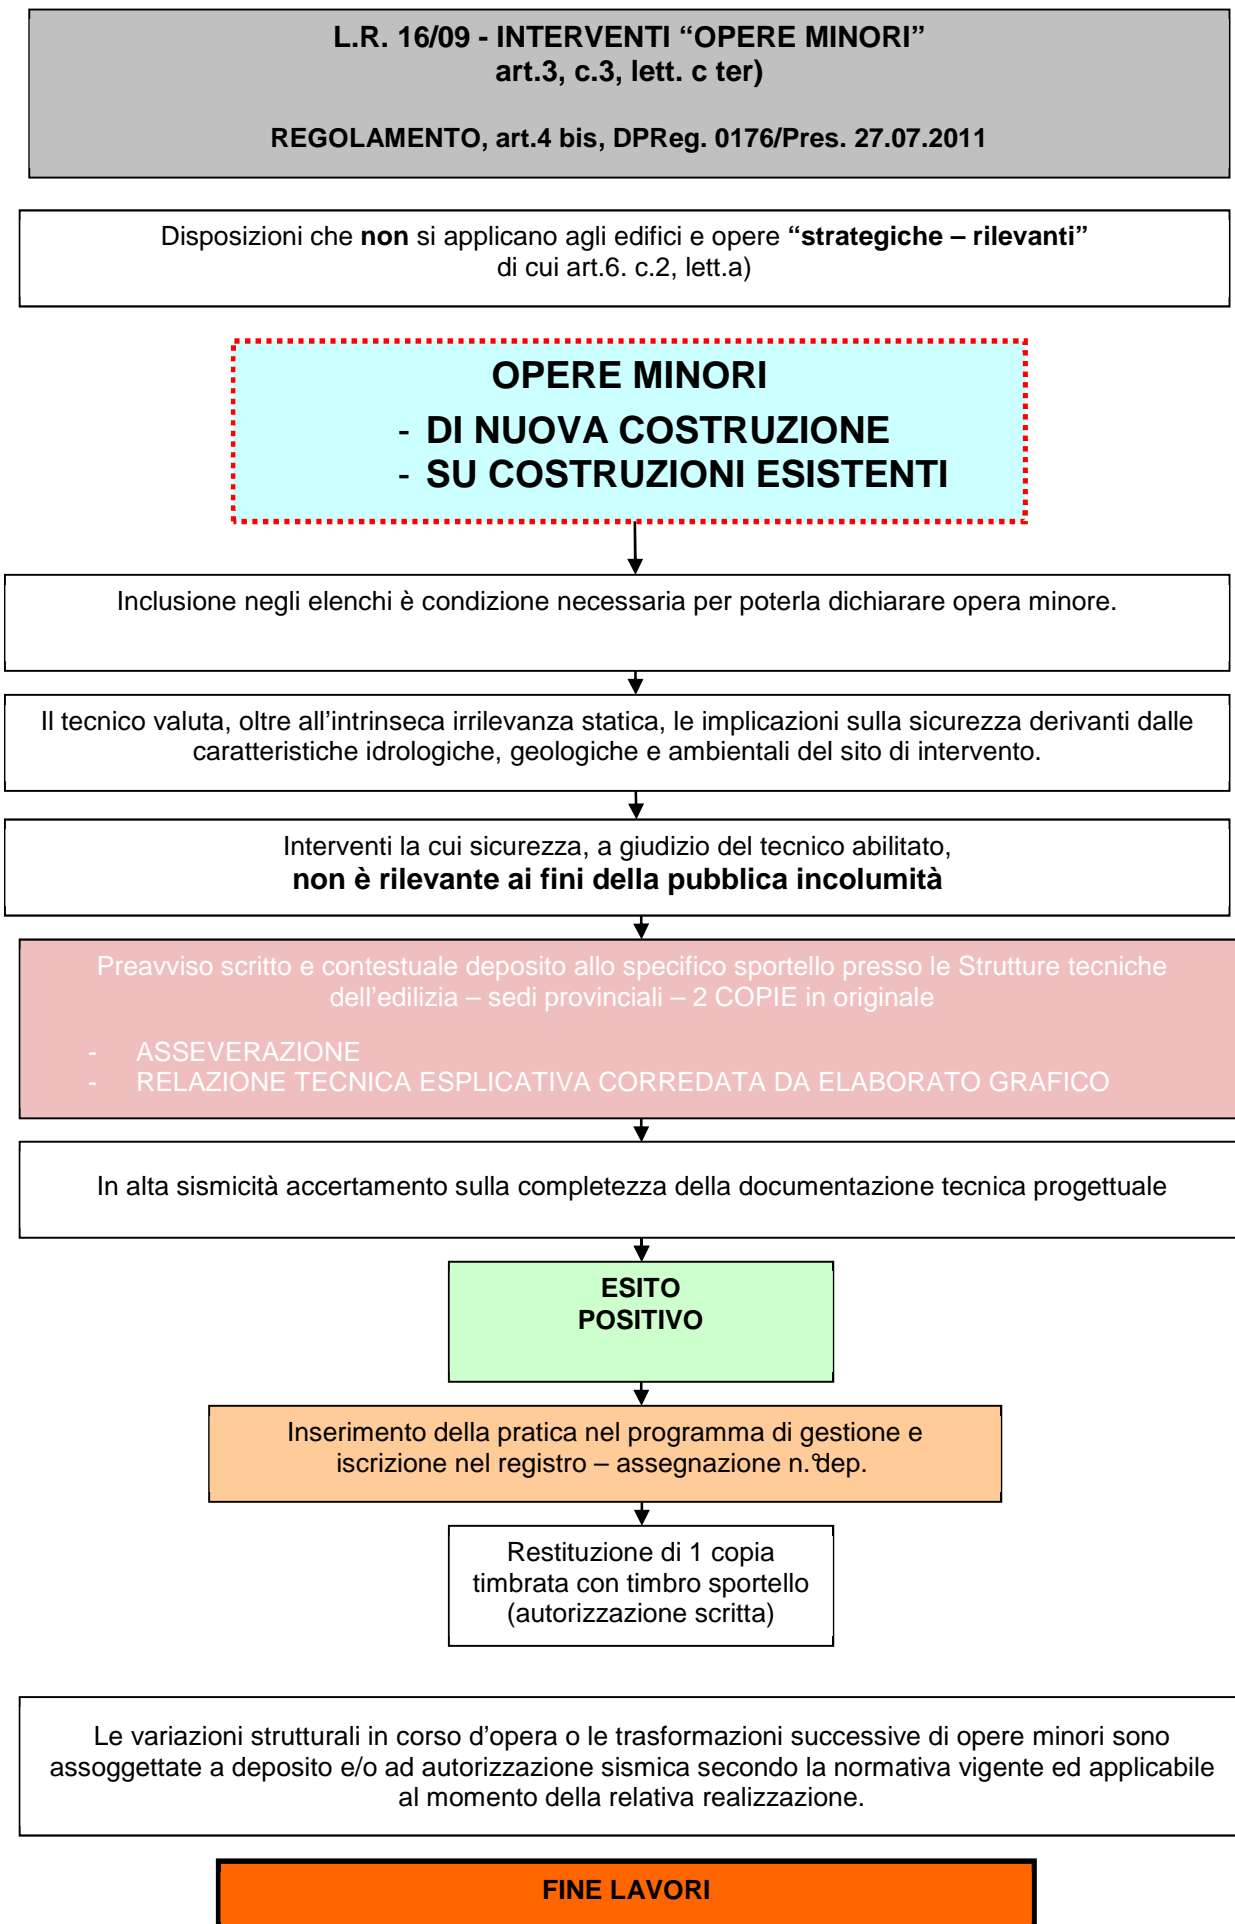 L.R. 16/09 - INTERVENTI “OPERE MINORI”
art.3, c.3, lett. c ter)
REGOLAMENTO, art.4 bis, DPReg. 0176/Pres. 27.07.2011
Disposizioni che non si applicano agli edifici e opere “strategiche – rilevanti”
di cui art.6. c.2, lett.a)
OPERE MINORI
- DI NUOVA COSTRUZIONE
- SU COSTRUZIONI ESISTENTI
Inclusione negli elenchi è condizione necessaria per poterla dichiarare opera minore.
Il tecnico valuta, oltre all’intrinseca irrilevanza statica, le implicazioni sulla sicurezza derivanti dalle
caratteristiche idrologiche, geologiche e ambientali del sito di intervento.
Interventi la cui sicurezza, a giudizio del tecnico abilitato,
non è rilevante ai fini della pubblica incolumità
Preavviso scritto e contestuale deposito allo specifico sportello presso le Strutture tecniche
dell’edilizia – sedi provinciali – 2 COPIE in originale
- ASSEVERAZIONE
- RELAZIONE TECNICA ESPLICATIVA CORREDATA DA ELABORATO GRAFICO
In alta sismicità accertamento sulla completezza della documentazione tecnica progettuale
ESITO
POSITIVO
Inserimento della pratica nel programma di gestione e
iscrizione nel registro – assegnazione n.°dep.
Restituzione di 1 copia
timbrata con timbro sportello
(autorizzazione scritta)
Le variazioni strutturali in corso d’opera o le trasformazioni successive di opere minori sono
assoggettate a deposito e/o ad autorizzazione sismica secondo la normativa vigente ed applicabile
al momento della relativa realizzazione.
FINE LAVORI